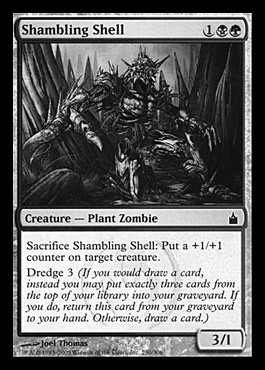 Shambling Shell 1
Creature — Plant Zombie
Sacrifice Shambling Shell: Put a +1/+1
counter on target creature.
Dredge 3 (If you would draw a card,
instead you may put exactly three cards from
the top of your library into your graveyard. If
you do, return this card from your graveyard
to your hand. Otherwise, draw a card.)
Joel Thomas
3/1